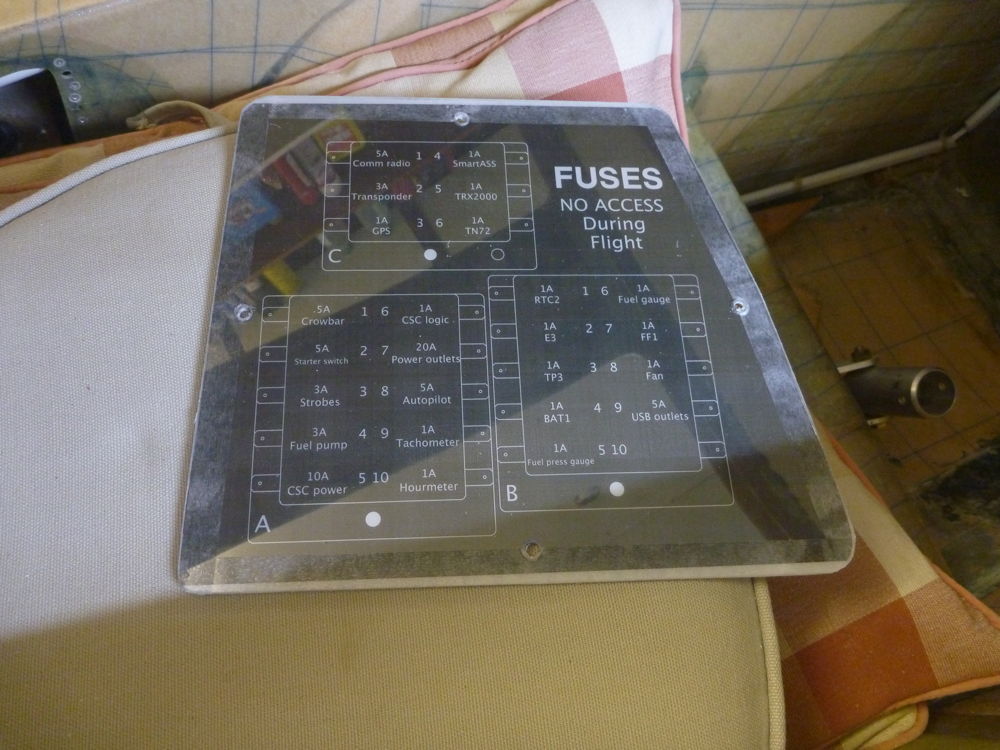 FUSES
NO ACCESS
During
Flight
5A 1 4 1A
Comm radio SmartASS
3A 2 5 1A
Transponder TRX2000
1A 3 6 1A
GPS TN72
C
.5A 1 6 1A
Crowbar CSC logic
5A 2 7 20A
Starter switch Power outlets
3A 3 8 5A
Strobes Autopilot
3A 4 9 1A
Fuel pump Tachometer
10A 5 10 1A
CSC power Hourmeter
A
1A 1 6 1A
RTC2 Fuel gauge
1A 2 7 1A
E3 FF1
1A 3 8 1A
TP3 Fan
1A 4 9 5A
BAT1 USB outlets
1A 5 10
Fuel press gauge
B